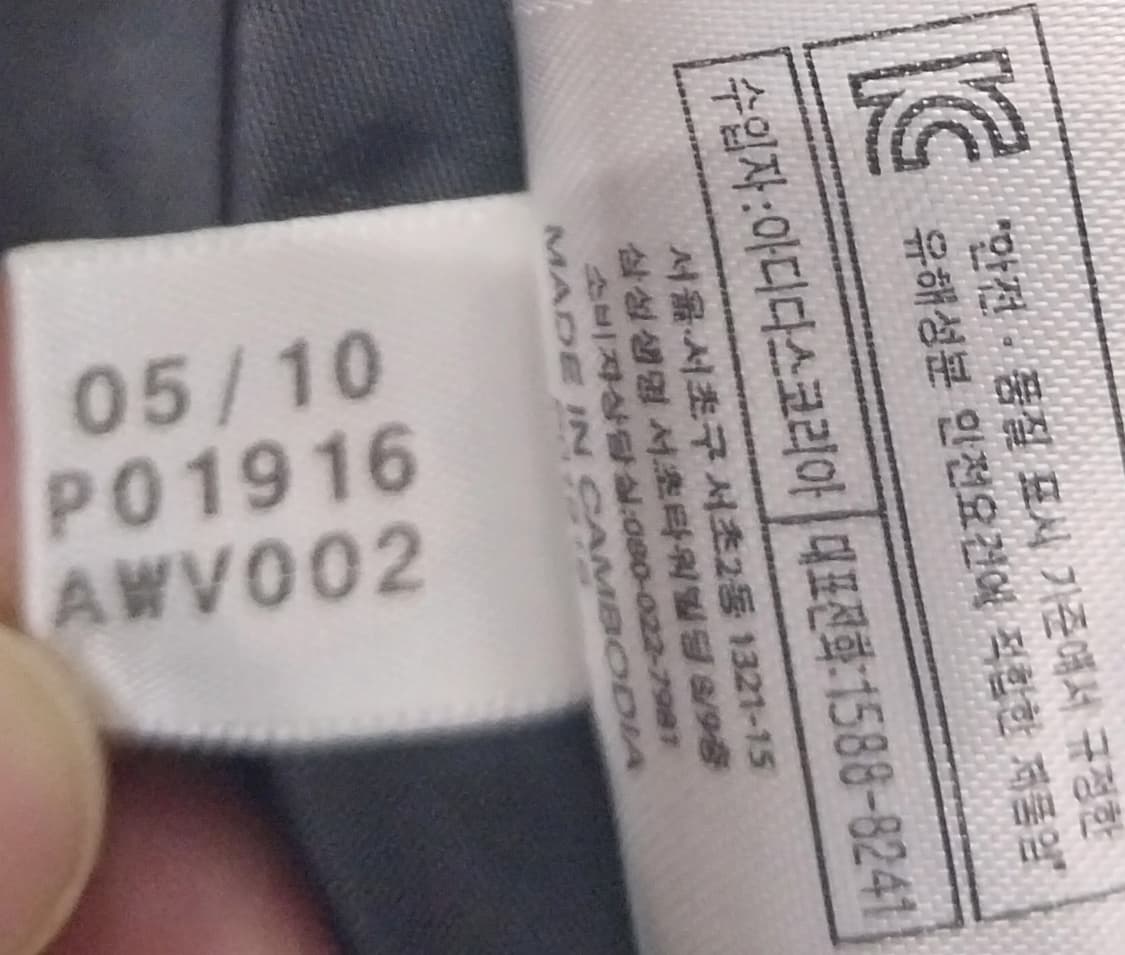 05/10
P01916
AWV002
KC
"안전·품질 표시 기준에서 규정한
유해성분 안전요건에 적합한 제품임"
수입자:아디다스코리아
대표전화:1588-8241
서울.서초구 서초2동 1321-15
삼성생명 서초타워빌딩 8/9층
소비자상담실:080-022-7987
MADE IN CAMBODIA